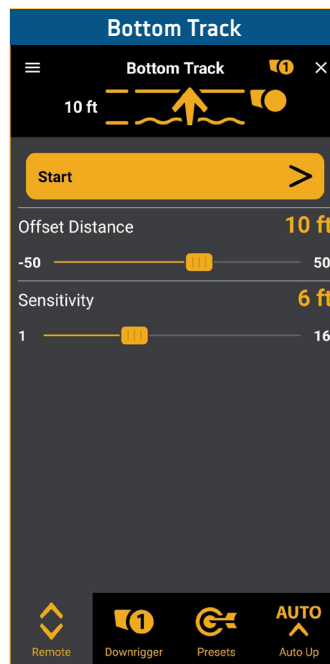 Bottom Track
Bottom Track 1
10 ft
Start
Offset Distance 10 ft
-50 50
Sensitivity 6 ft
1 16
1 AUTO
Remote Downrigger Presets Auto Up